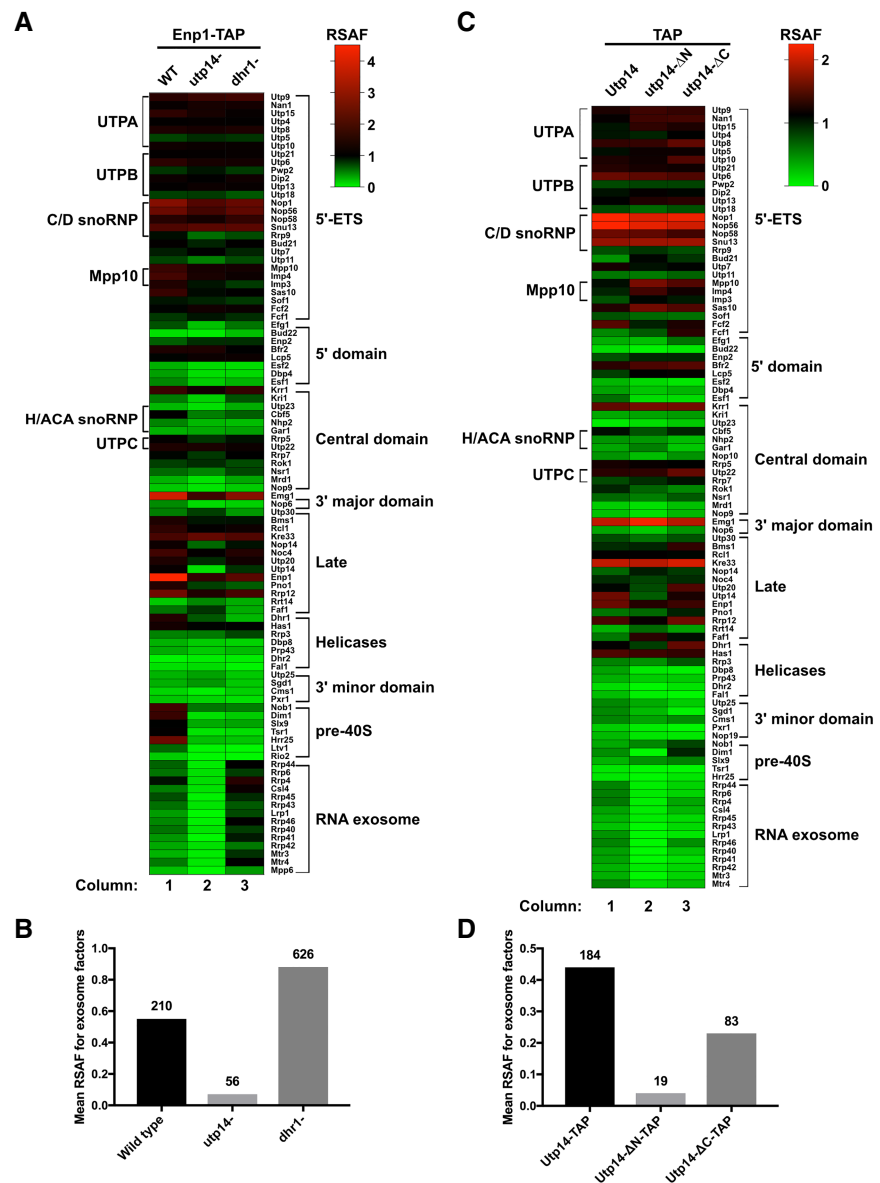 A
Enp1-TAP
WT
utp14-
dhr1-
RSAF
4
3
2
1
0
Utp9
Nan1
Utp15
Utp4
Utp8
Utp5
Utp10
Utp21
Utp6
Pwp2
Dip2
Utp13
Utp18
Nop1
Nop56
Nop58
Snu13
Rrp9
Bud21
Utp7
Utp11
Mpp10
Imp4
Imp3
Sas10
Sof1
Fcf2
Fcf1
Efg1
Bud22
Enp2
Bfr2
Lcp5
Esf2
Dbp4
Esf1
Krr1
Kri1
Utp23
Cbf5
Nhp2
Gar1
Rrp5
Utp22
Rrp7
Rok1
Nsr1
Mrd1
Nop9
Emg1
Nop6
Utp30
Bms1
Rcl1
Kre33
Nop14
Noc4
Utp20
Utp14
Enp1
Pno1
Rrp12
Rrt14
Faf1
Dhr1
Has1
Rrp3
Dbp8
Prp43
Dhr2
Fal1
Utp25
Sgd1
Cms1
Pxr1
Nob1
Dim1
Slx9
Tsr1
Hrr25
Ltv1
Rio2
Rrp44
Rrp6
Rrp4
Csl4
Rrp45
Rrp43
Lrp1
Rrp46
Rrp40
Rrp41
Rrp42
Mtr3
Mtr4
Mpp6
UTPA
UTPB
C/D snoRNP
Mpp10
H/ACA snoRNP
UTPC
5'-ETS
5' domain
Central domain
3' major domain
Late
Helicases
3' minor domain
pre-40S
RNA exosome
Column: 1 2 3
C
TAP
Utp14
utp14-ΔN
utp14-ΔC
RSAF
2
1
0
Utp9
Nan1
Utp15
Utp4
Utp8
Utp5
Utp10
Utp21
Utp6
Pwp2
Dip2
Utp13
Utp18
Nop1
Nop56
Nop58
Snu13
Rrp9
Bud21
Utp7
Utp11
Mpp10
Imp4
Imp3
Sas10
Sof1
Fcf2
Fcf1
Efg1
Bud22
Enp2
Bfr2
Lcp5
Esf2
Dbp4
Esf1
Krr1
Kri1
Utp23
Cbf5
Nhp2
Gar1
Nop10
Rrp5
Utp22
Rrp7
Rok1
Nsr1
Mrd1
Nop9
Emg1
Nop6
Utp30
Bms1
Rcl1
Kre33
Nop14
Noc4
Utp20
Utp14
Enp1
Pno1
Rrp12
Rrt14
Faf1
Dhr1
Has1
Rrp3
Dbp8
Prp43
Dhr2
Fal1
Utp25
Sgd1
Cms1
Pxr1
Nop19
Nob1
Dim1
Slx9
Tsr1
Hrr25
Rrp44
Rrp6
Rrp4
Csl4
Rrp45
Rrp43
Lrp1
Rrp46
Rrp40
Rrp41
Rrp42
Mtr3
Mtr4
UTPA
UTPB
C/D snoRNP
Mpp10
H/ACA snoRNP
UTPC
5'-ETS
5' domain
Central domain
3' major domain
Late
Helicases
3' minor domain
pre-40S
RNA exosome
Column: 1 2 3
B
Mean RSAF for exosome factors
1.0
0.8
0.6
0.4
0.2
0.0
210
56
626
Wild type
utp14-
dhr1-
D
Mean RSAF for exosome factors
0.5
0.4
0.3
0.2
0.1
0.0
184
19
83
Utp14-TAP
Utp14-ΔN-TAP
Utp14-ΔC-TAP